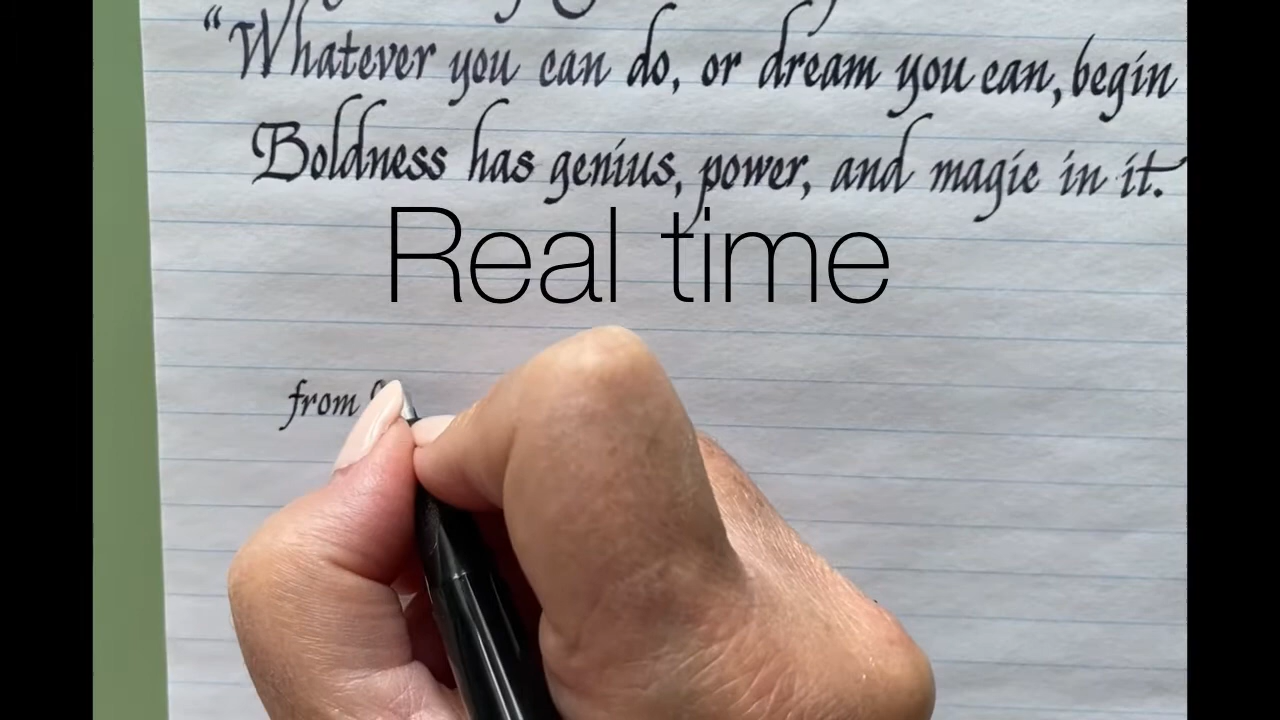 “Whatever you can do, or dream you can, begin
Boldness has genius, power, and magic in it.
Real time
from